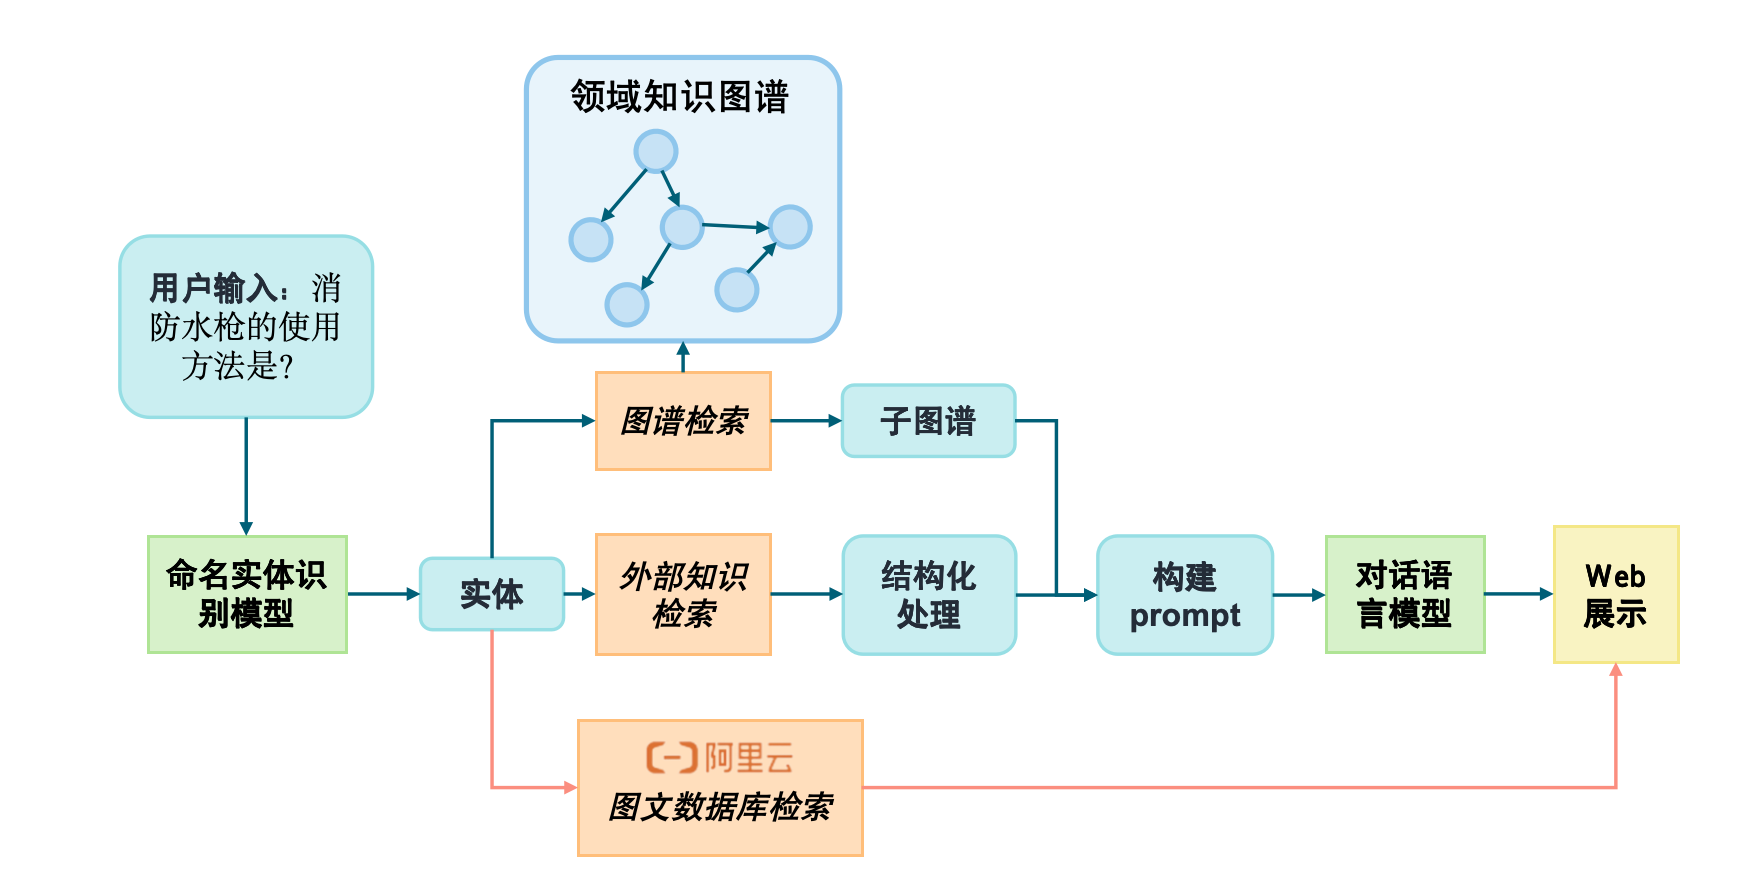 领域知识图谱
用户输入：消
防水枪的使用
方法是？
图谱检索
子图谱
命名实体识
别模型
实体
外部知识
检索
结构化
处理
构建
prompt
对话语
言模型
Web
展示
阿里云
图文数据库检索